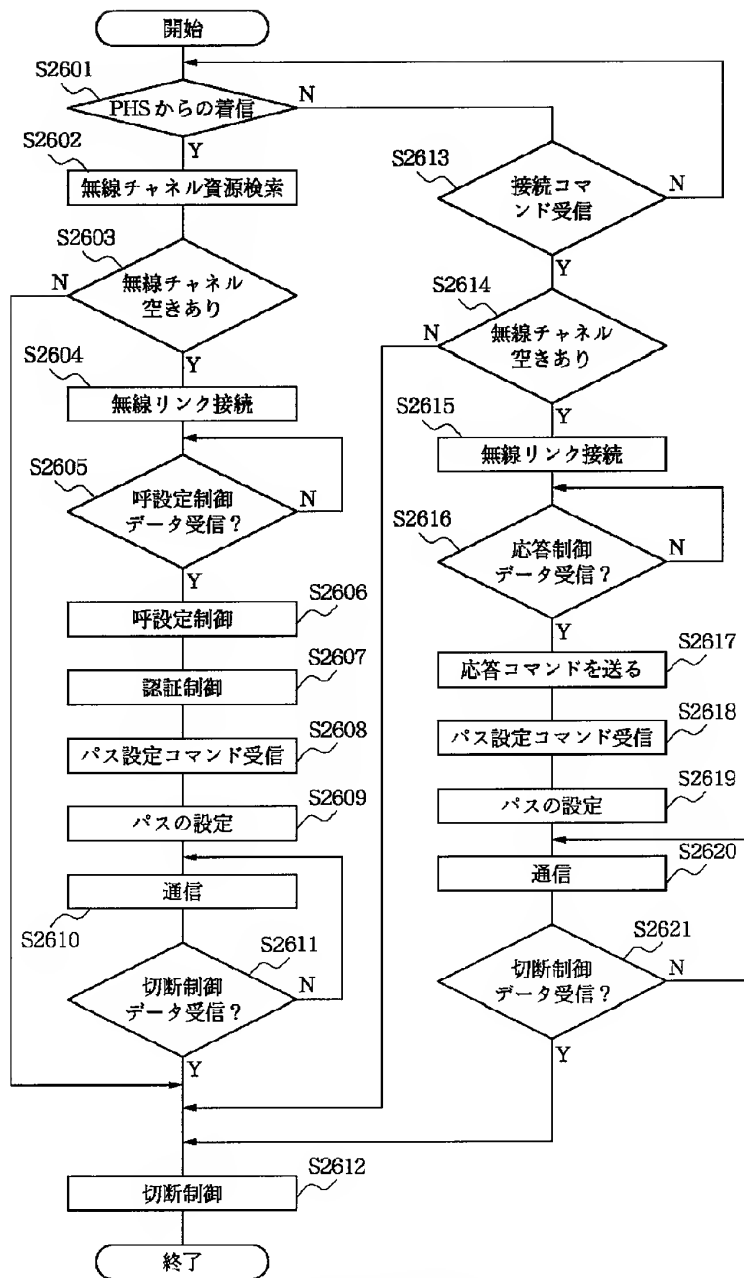 開始
S2601
PHSからの着信
N
Y
S2602
無線チャネル資源検索
S2603
N
無線チャネル
空きあり
Y
S2604
無線リンク接続
S2605
呼設定制御
データ受信?
N
Y
S2606
呼設定制御
S2607
認証制御
S2608
パス設定コマンド受信
S2609
パスの設定
通信
S2610
S2611
切断制御
データ受信?
N
Y
S2612
切断制御
終了
S2613
接続コマ
ンド受信
N
Y
S2614
N
無線チャネル
空きあり
Y
S2615
無線リンク接続
S2616
応答制御
データ受信?
N
Y
S2617
応答コマンドを送る
S2618
パス設定コマンド受信
S2619
パスの設定
S2620
通信
S2621
切断制御
データ受信?
N
Y